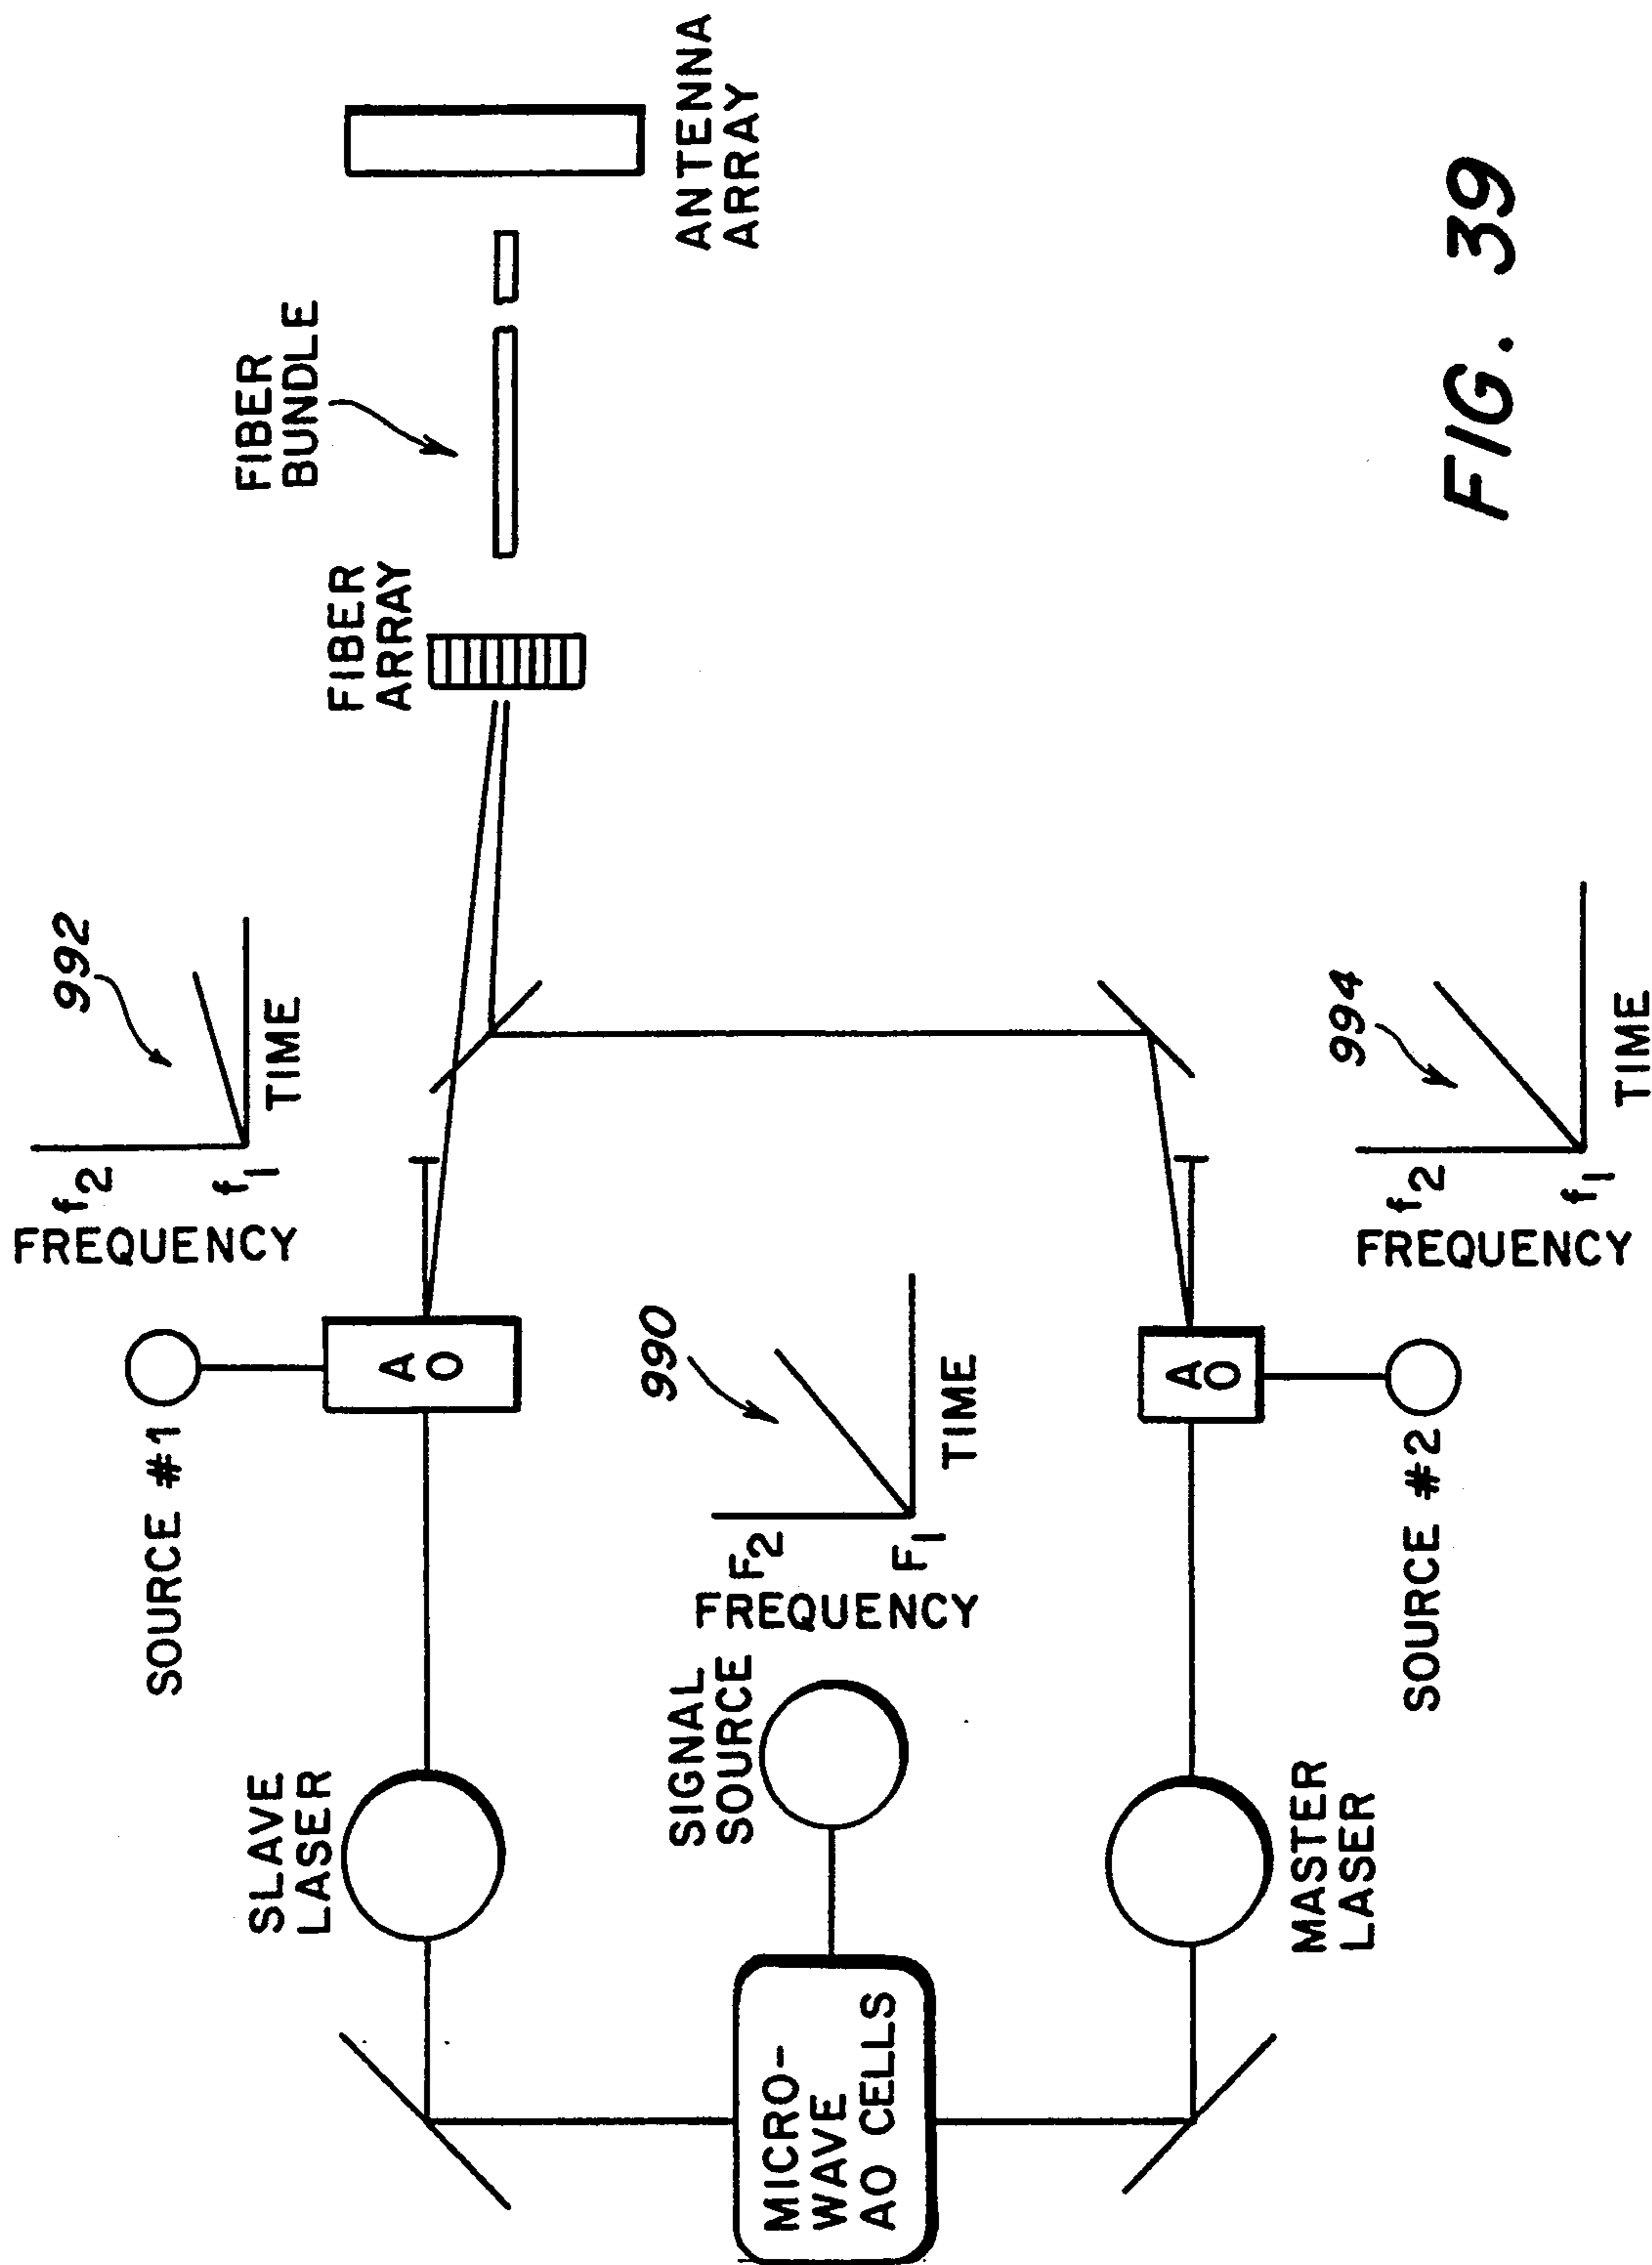 992
f2
f1
FREQUENCY
TIME
SOURCE #1
A
O
FIBER
BUNDLE
FIBER
ARRAY
ANTENNA
ARRAY
SLAVE
LASER
990
F2
F1
FREQUENCY
TIME
SIGNAL
SOURCE
MICRO-
WAVE
AO CELLS
A
O
SOURCE #2
MASTER
LASER
994
f2
f1
FREQUENCY
TIME
FIG. 39